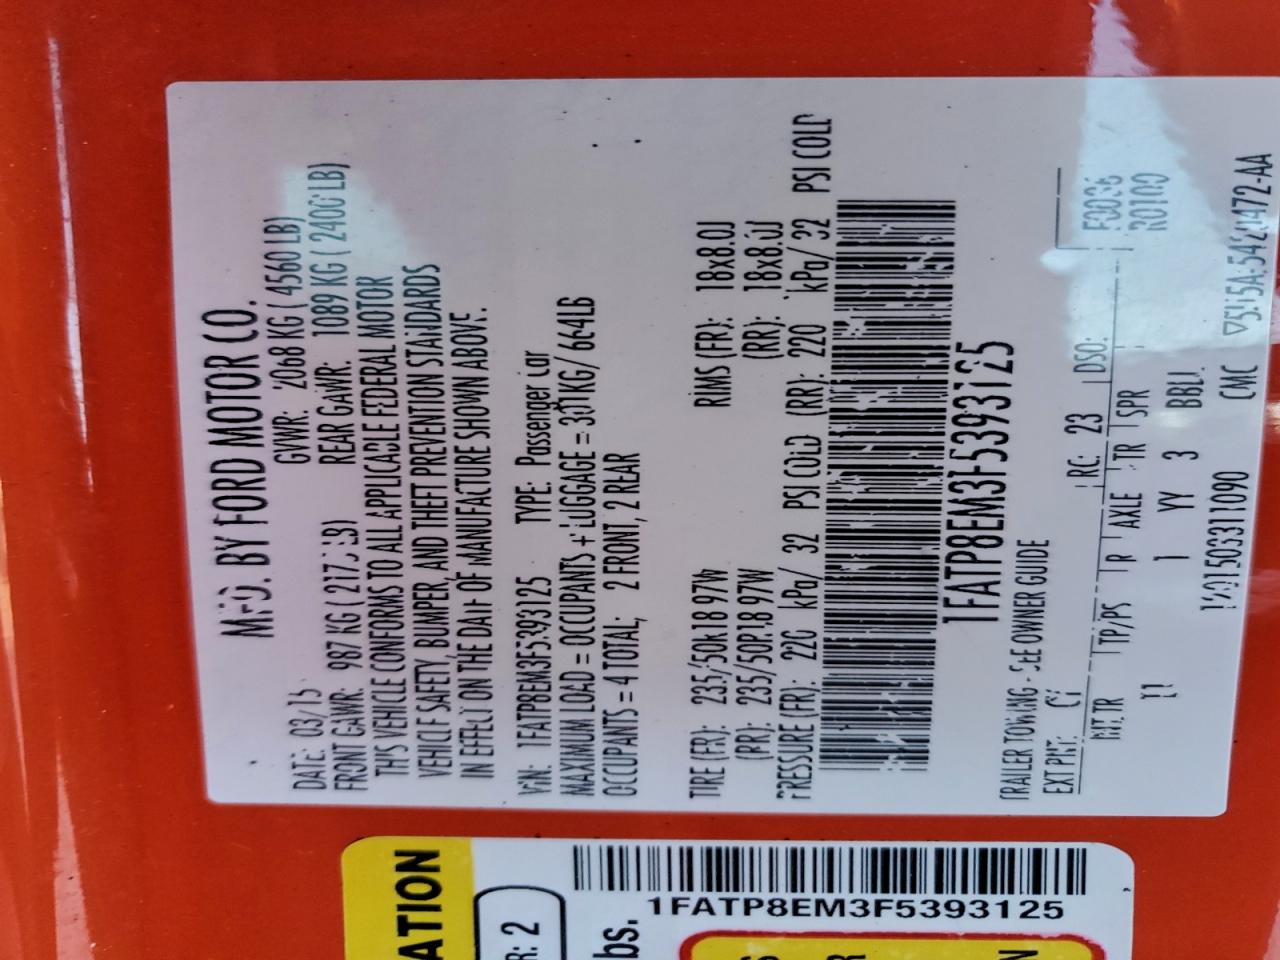 MFD. BY FORD MOTOR CO.
DATE: 03/15 GVWR: 2068 KG ( 4560 LB)
FRONT GAWR: 987 KG ( LB) REAR GAWR: 1089 KG ( 2400 LB)
THIS VEHICLE CONFORMS TO ALL APPLICABLE FEDERAL MOTOR
VEHICLE SAFETY, BUMPER, AND THEFT PREVENTION STANDARDS
IN EFFECT ON THE DATE OF MANUFACTURE SHOWN ABOVE.
VIN: 1FATP8EM3F5393125 TYPE: Passenger Car
MAXIMUM LOAD = OCCUPANTS + LUGGAGE = 301KG/ 664LB
OCCUPANTS = 4 TOTAL; 2 FRONT, 2 REAR
TIRE (FR): 235/50R18 97W RIMS (FR): 18x8.0J
(RR): 235/50R18 97W (RR): 18x8.0J
PRESSURE (FR): 220 kPa/ 32 PSI COLD (RR): 220 kPa/ 32 PSI COLD
1FATP8EM3F5393125
TRAILER TOWING - SEE OWNER GUIDE
EXT PNT: RC: 23 DSO:
INT TR TP/PS R AXLE TR SPR F0036
1 YY 3 R0100
CMC
1FATP8EM3F5393125
ATION
R: 2
bs.